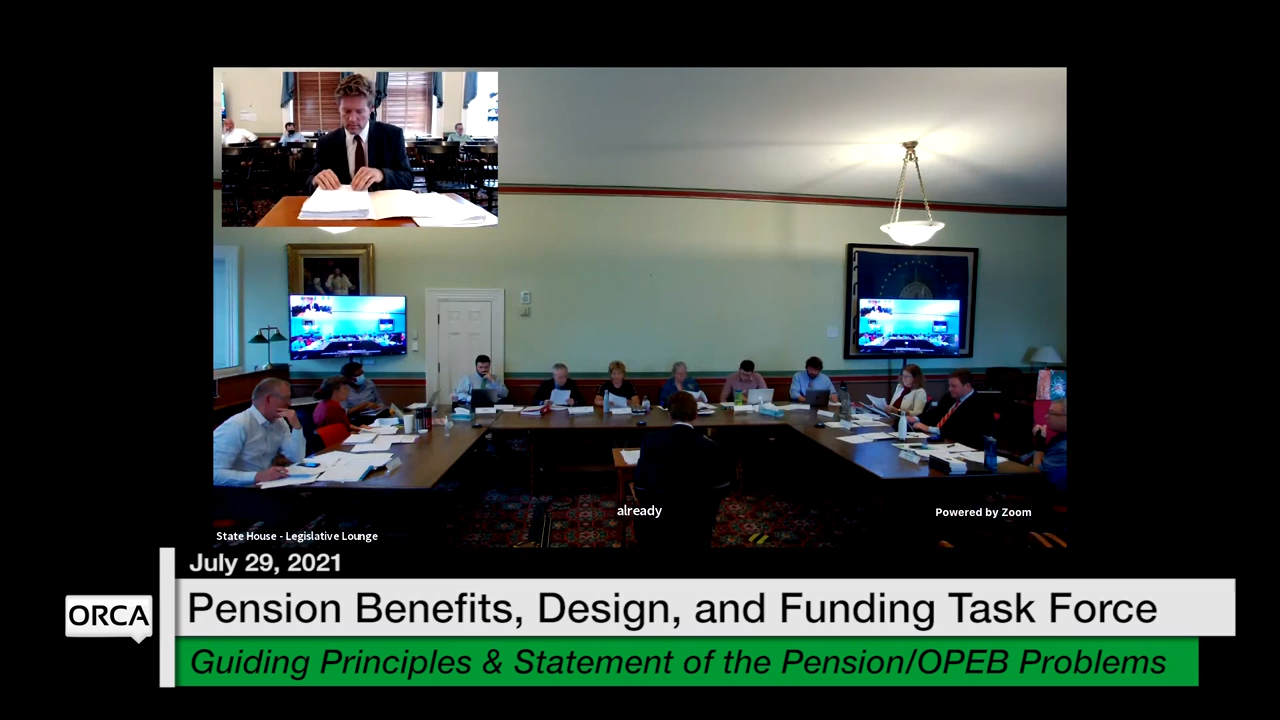 already
Powered by Zoom
State House - Legislative Lounge
July 29, 2021
ORCA
Pension Benefits, Design, and Funding Task Force
Guiding Principles & Statement of the Pension/OPEB Problems